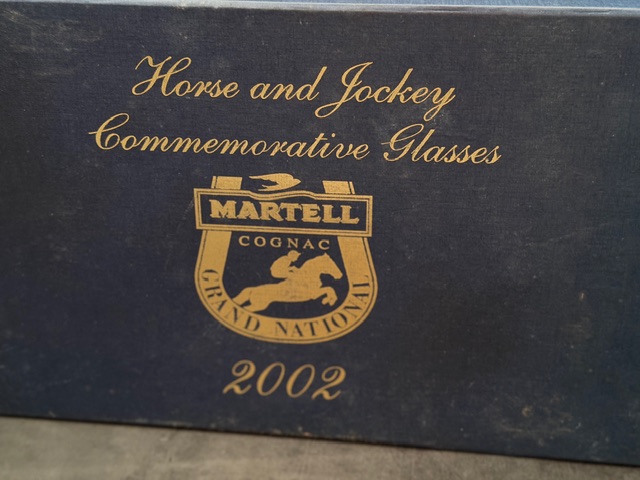 Horse and Jockey
Commemorative Glasses
MARTELL
COGNAC
GRAND NATIONAL
2002